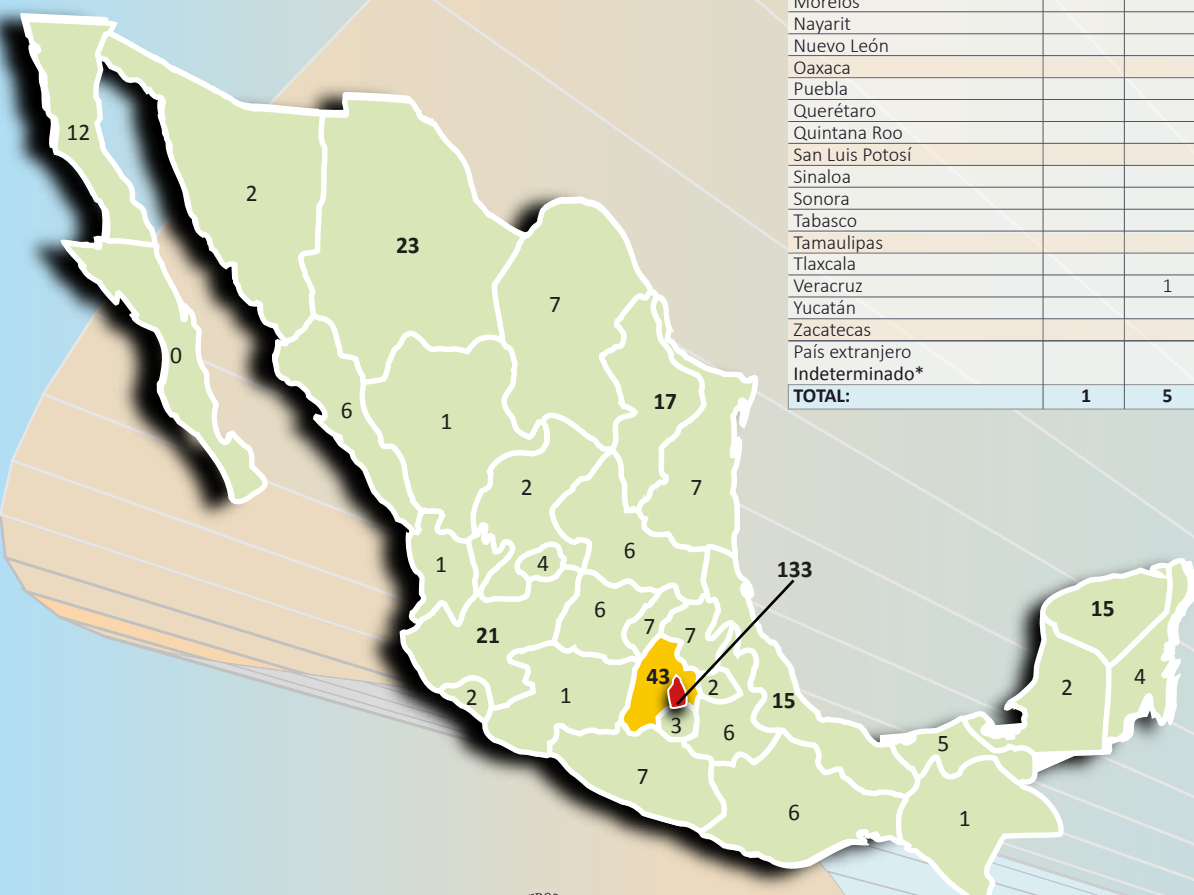 Morelos
Nayarit
Nuevo León
Oaxaca
Puebla
Querétaro
Quintana Roo
San Luis Potosí
Sinaloa
Sonora
Tabasco
Tamaulipas
Tlaxcala
Veracruz 1
Yucatán
Zacatecas
País extranjero
Indeterminado*
TOTAL: 1 5
12
2
23
7
0
6
1
17
2
7
1
4
6
133
6
7
7
15
21
43
2
4
2
1
2
15
3
6
5
7
6
1